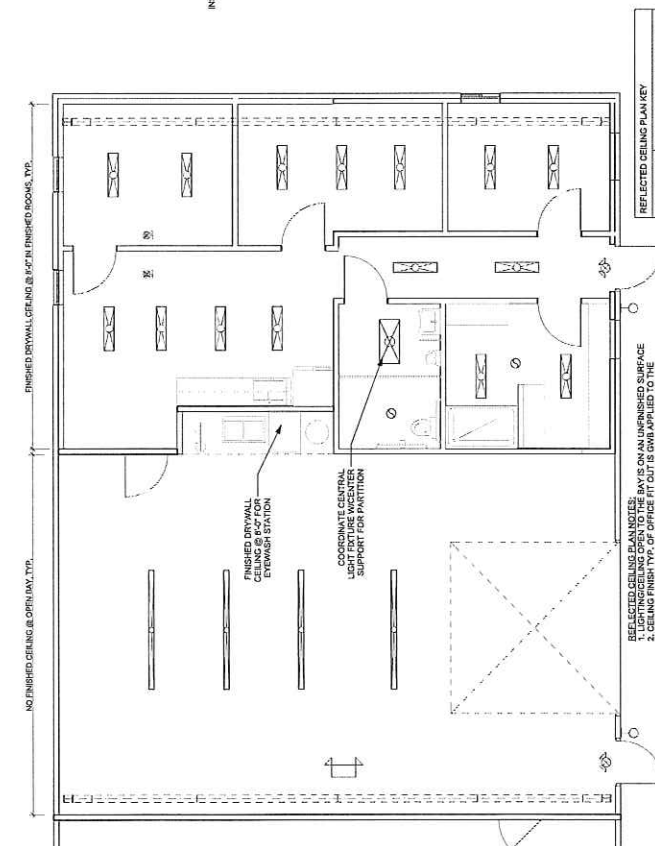 FINISHED DRYWALL CEILING @ 8'-0" IN FINISHED ROOMS, TYP.
NO FINISHED CEILING @ OPEN BAY, TYP.
FINISHED DRYWALL
CEILING @ 8'-0" FOR
EYEWASH STATION
COORDINATE CENTRAL
LIGHT FIXTURE W/CENTER
SUPPORT FOR PARTITION
REFLECTED CEILING PLAN KEY
REFLECTED CEILING PLAN NOTES:
1. LIGHTING/CEILING OPEN TO THE BAY IS ON AN UNFINISHED SURFACE
2. CEILING FINISH TYP. OF OFFICE FIT OUT IS GWB APPLIED TO THE